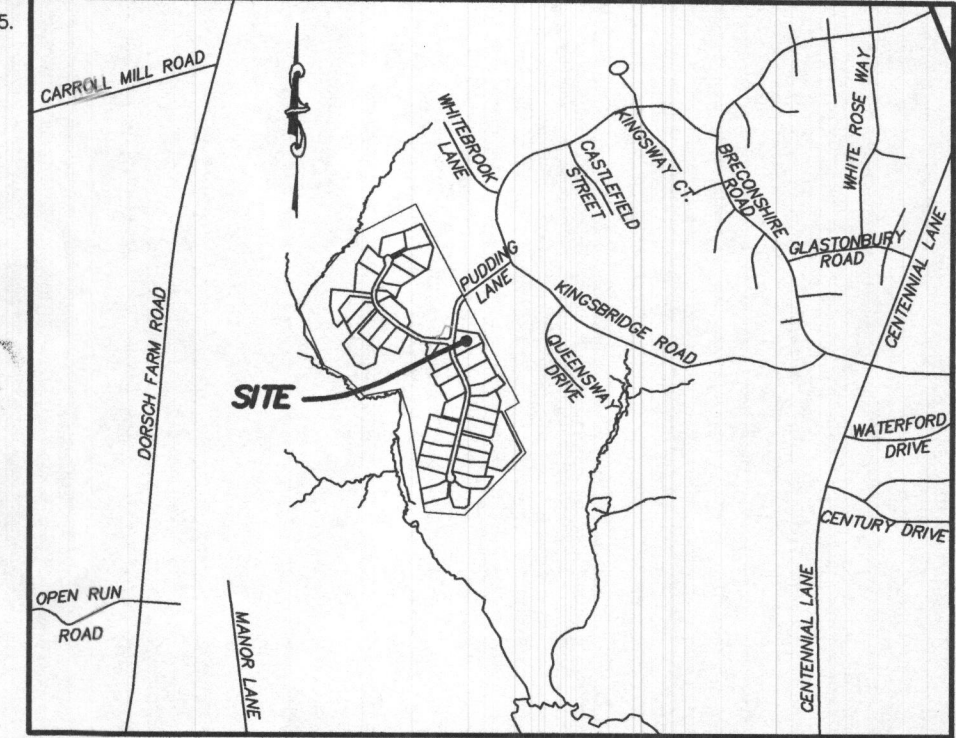 5.
CARROLL MILL ROAD
WHITEBROOK
LANE
KINGSWAY CT.
CASTLEFIELD
STREET
BRECONSHIRE
ROAD
WHITE ROSE WAY
GLASTONBURY
ROAD
CENTENNIAL LANE
PUDDING
LANE
KINGSBRIDGE ROAD
QUEENSWAY
DRIVE
DORSCH FARM ROAD
SITE
WATERFORD
DRIVE
CENTURY DRIVE
OPEN RUN
ROAD
MANOR LANE
CENTENNIAL LANE